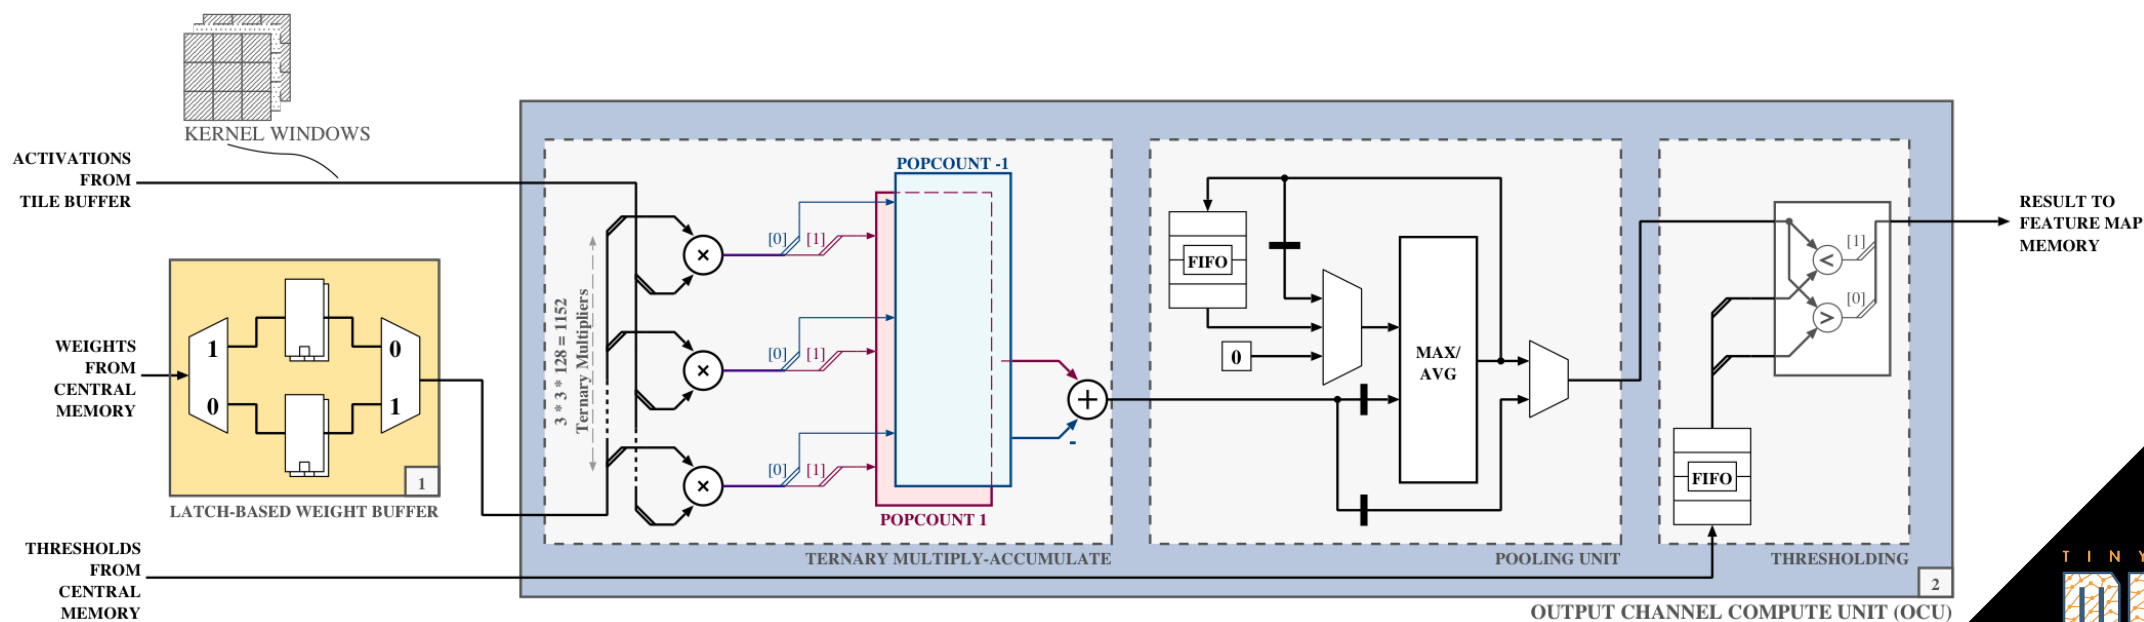 KERNEL WINDOWS
ACTIVATIONS
FROM
TILE BUFFER
WEIGHTS
FROM
CENTRAL
MEMORY
1
0
0
1
1
LATCH-BASED WEIGHT BUFFER
THRESHOLDS
FROM
CENTRAL
MEMORY
3 * 3 * 128 = 1152
Ternary Multipliers
×
×
×
[0] [1]
[0] [1]
[0] [1]
POPCOUNT -1
POPCOUNT 1
+
-
TERNARY MULTIPLY-ACCUMULATE
FIFO
0
MAX/
AVG
POOLING UNIT
<
[1]
>
[0]
FIFO
THRESHOLDING
2
OUTPUT CHANNEL COMPUTE UNIT (OCU)
RESULT TO
FEATURE MAP
MEMORY
T I N Y